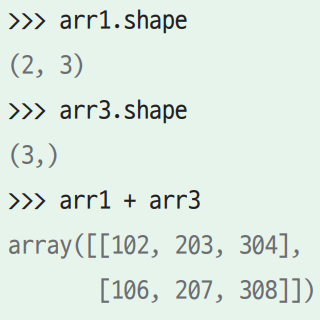 >>> arr1.shape
(2, 3)
>>> arr3.shape
(3,)
>>> arr1 + arr3
array([[102, 203, 304],
       [106, 207, 308]])